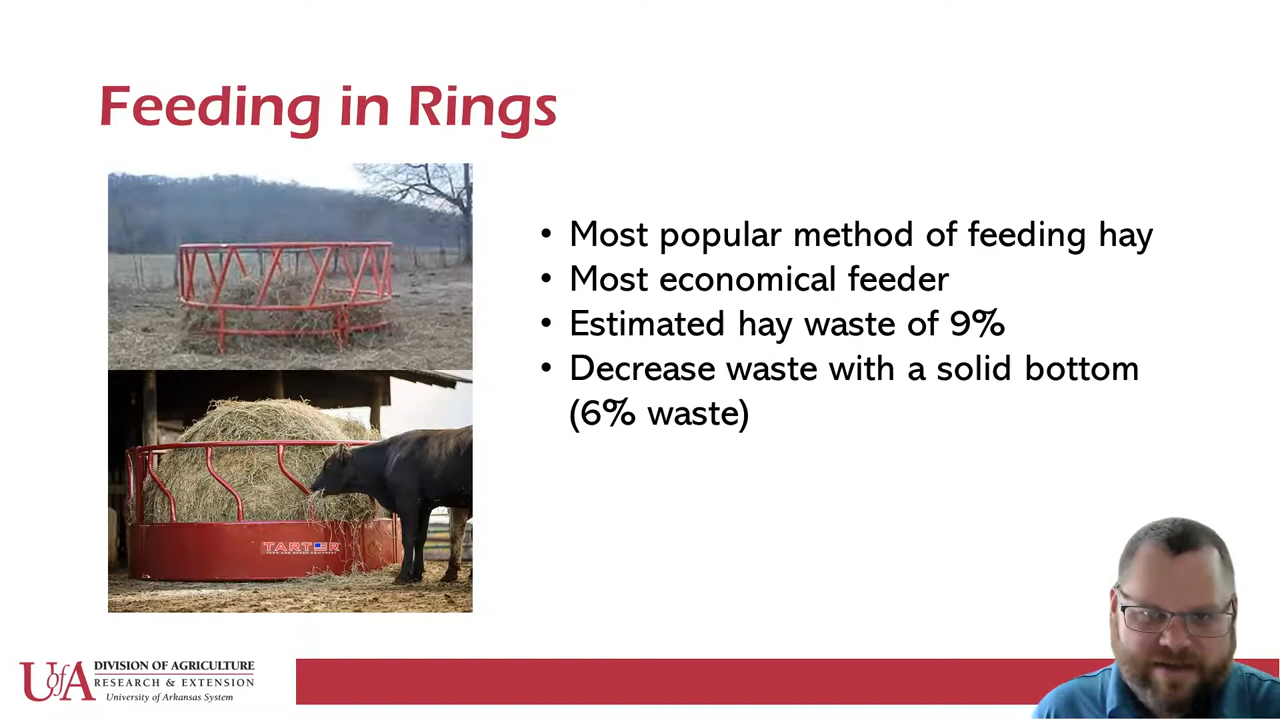 Feeding in Rings
• Most popular method of feeding hay
• Most economical feeder
• Estimated hay waste of 9%
• Decrease waste with a solid bottom
(6% waste)
TARTER
UofA
DIVISION OF AGRICULTURE
RESEARCH & EXTENSION
University of Arkansas System